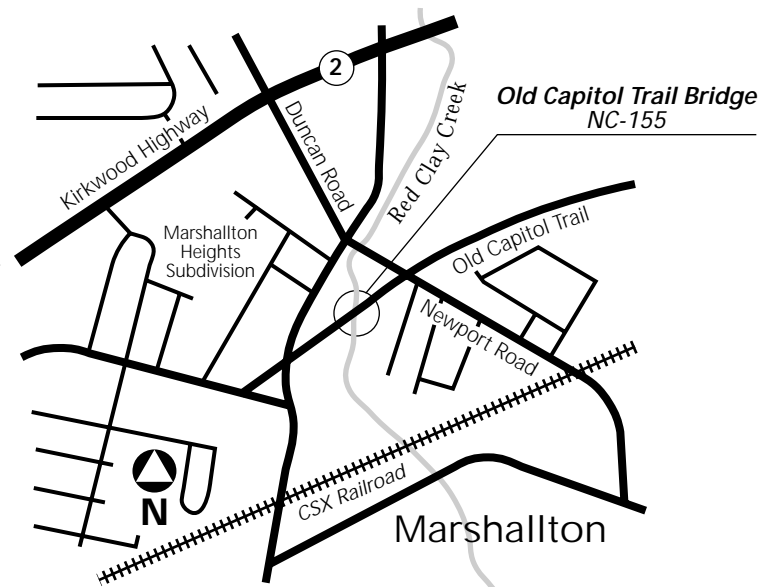 2
Old Capitol Trail Bridge
NC-155
Kirkwood Highway
Duncan Road
Red Clay Creek
Marshallton
Heights
Subdivision
Old Capitol Trail
Newport Road
N
CSX Railroad
Marshallton